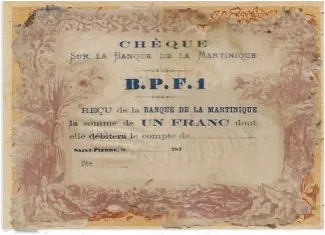 CHÈQUE
SUR LA BANQUE DE LA MARTINIQUE
B.P.F.1
REÇU de la BANQUE DE LA MARTINIQUE
la somme de UN FRANC dont
elle débitera le compte de
SAINT-PIERRE, le 187